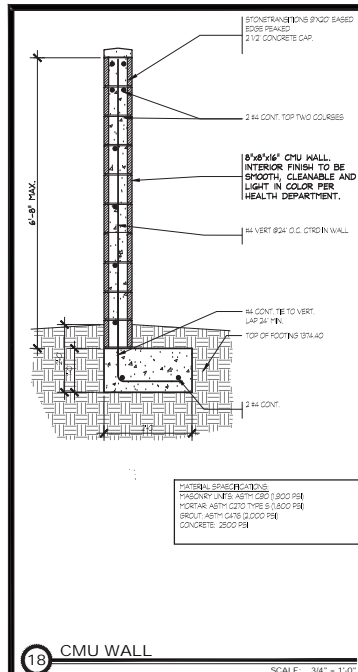 STONETRANSITIONS 9"X20" EASED
EDGE PEAKED
2 1/2" CONCRETE CAP.
2 #4 CONT. TOP TWO COURSES
8"x8"x16" CMU WALL.
INTERIOR FINISH TO BE
SMOOTH, CLEANABLE AND
LIGHT IN COLOR PER
HEALTH DEPARTMENT.
6'-8" MAX.
#4 VERT @24" O.C. CTRD IN WALL
#4 CONT. TIE TO VERT.
LAP 24" MIN.
TOP OF FOOTING 1374.40
2 #4 CONT.
MATERIAL SPAECIFICATIONS:
MASONRY UNITS: ASTM C90 (1,900 PSI)
MORTAR: ASTM C270 TYPE S (1,800 PSI)
GROUT: ASTM C476 (2,000 PSI)
CONCRETE: 2500 PSI
18
CMU WALL
SCALE: 3/4" = 1'-0"